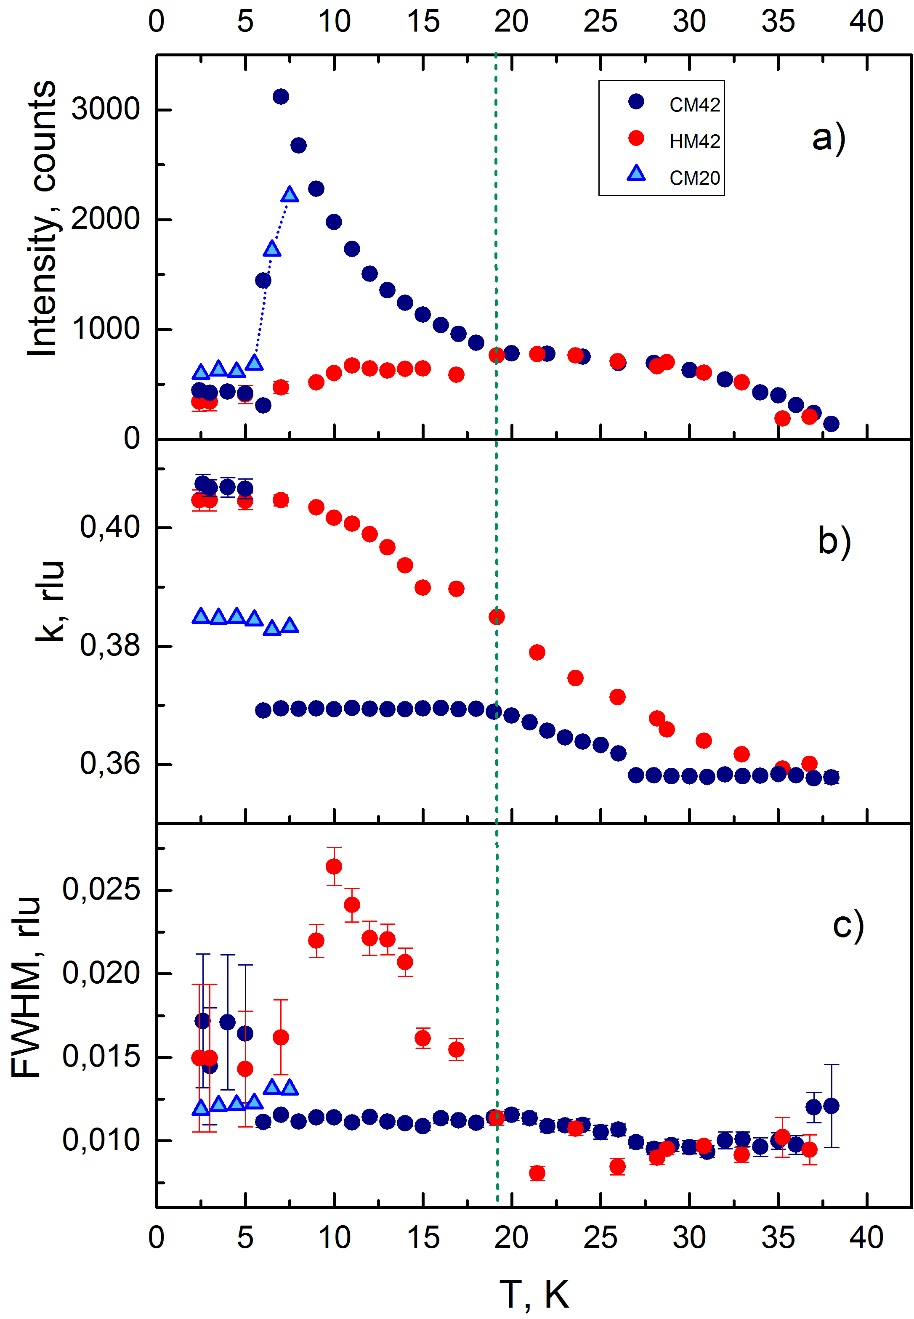 0 5 10 15 20 25 30 35 40
3000
2000
1000
0
Intensity, counts
CM42
HM42
CM20
a)
0,40
0,38
0,36
k, rlu
b)
0,025
0,020
0,015
0,010
FWHM, rlu
c)
0 5 10 15 20 25 30 35 40
T, K